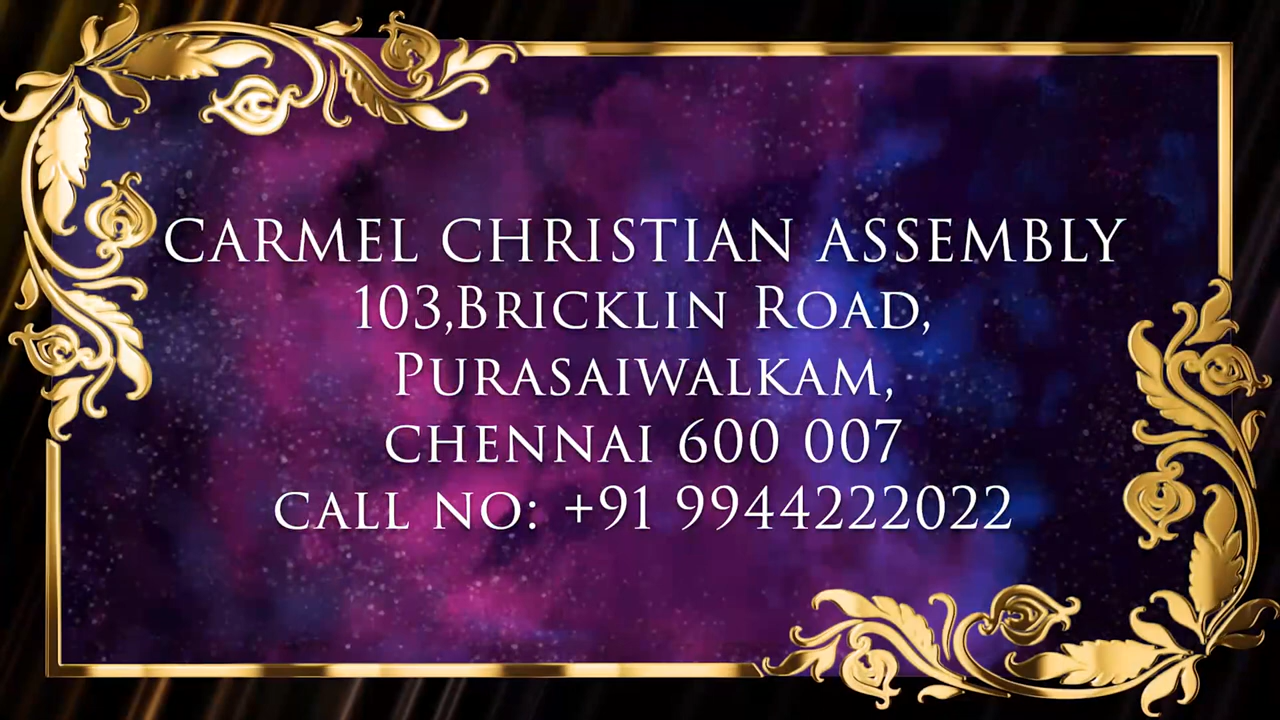 CARMEL CHRISTIAN ASSEMBLY
103,BRICKLIN ROAD,
PURASAIWALKAM,
CHENNAI 600 007
CALL NO: +91 9944222022